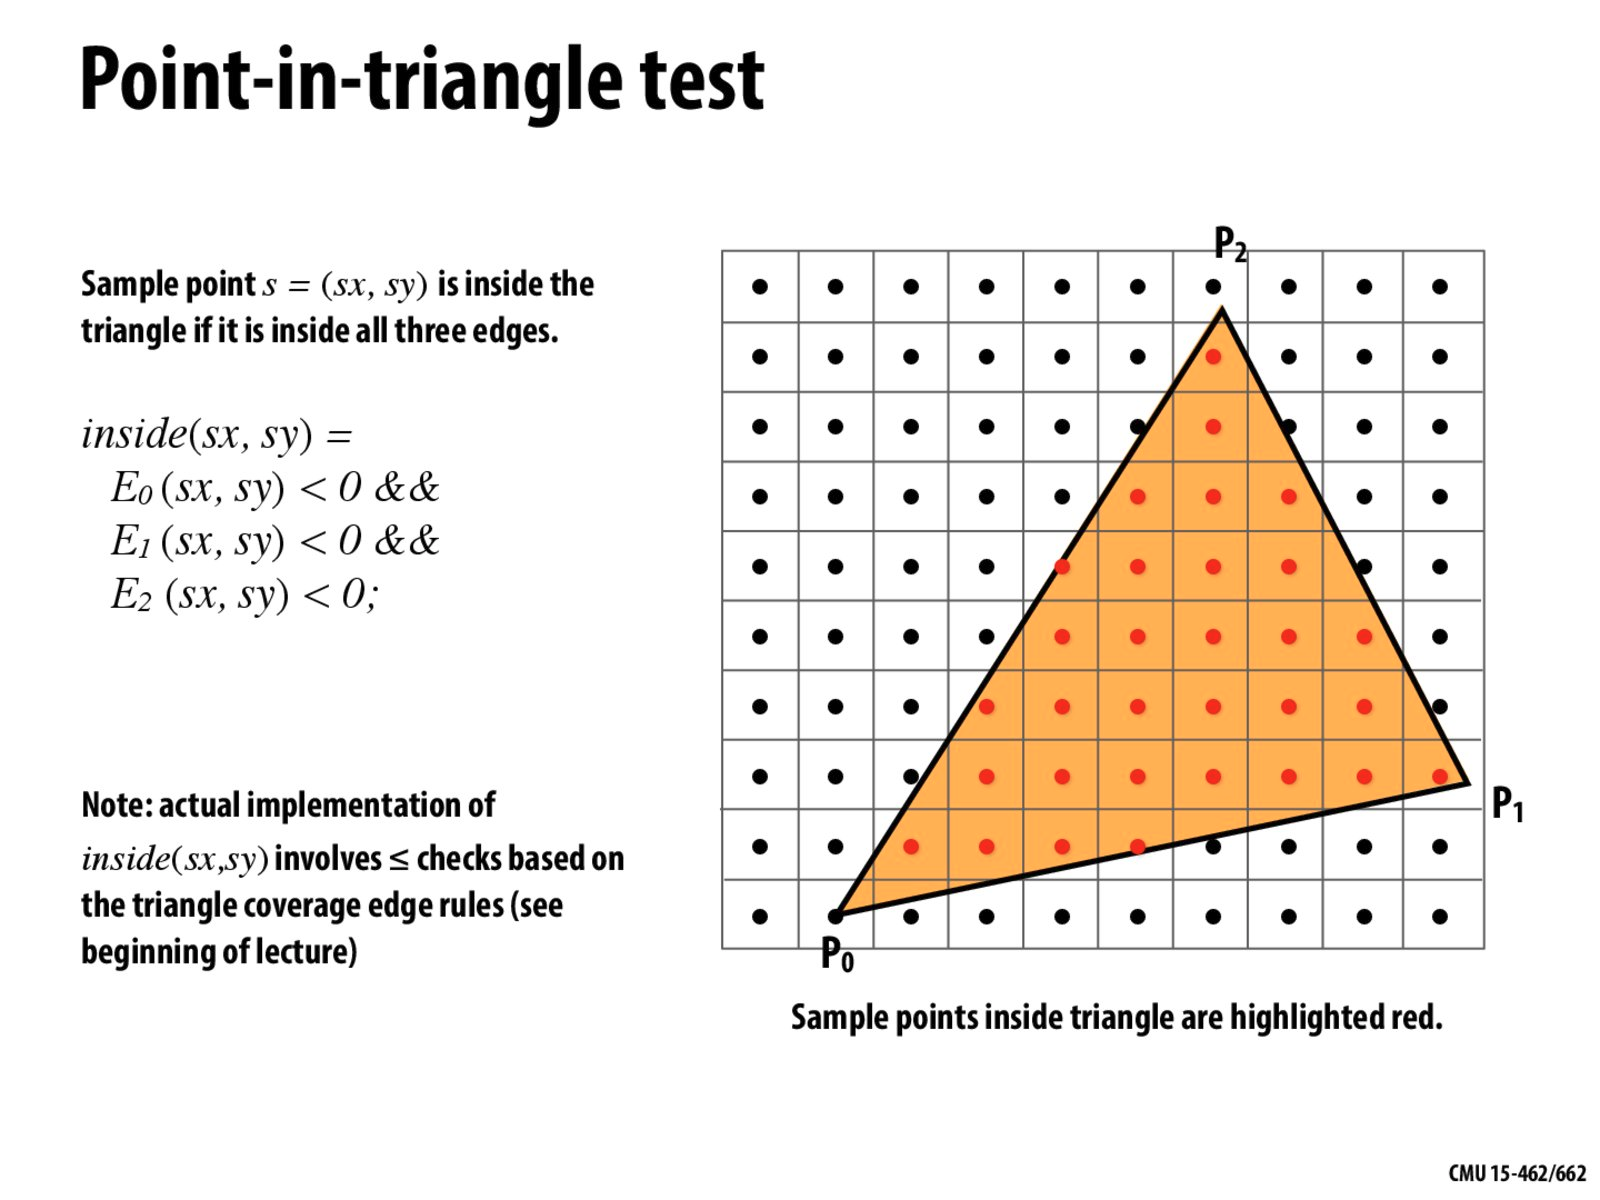 Point-in-triangle test
Sample point s = (sx, sy) is inside the
triangle if it is inside all three edges.
inside(sx, sy) =
E0 (sx, sy) < 0 &&
E1 (sx, sy) < 0 &&
E2 (sx, sy) < 0;
Note: actual implementation of
inside(sx,sy) involves ≤ checks based on
the triangle coverage edge rules (see
beginning of lecture)
P2
P1
P0
Sample points inside triangle are highlighted red.
CMU 15-462/662